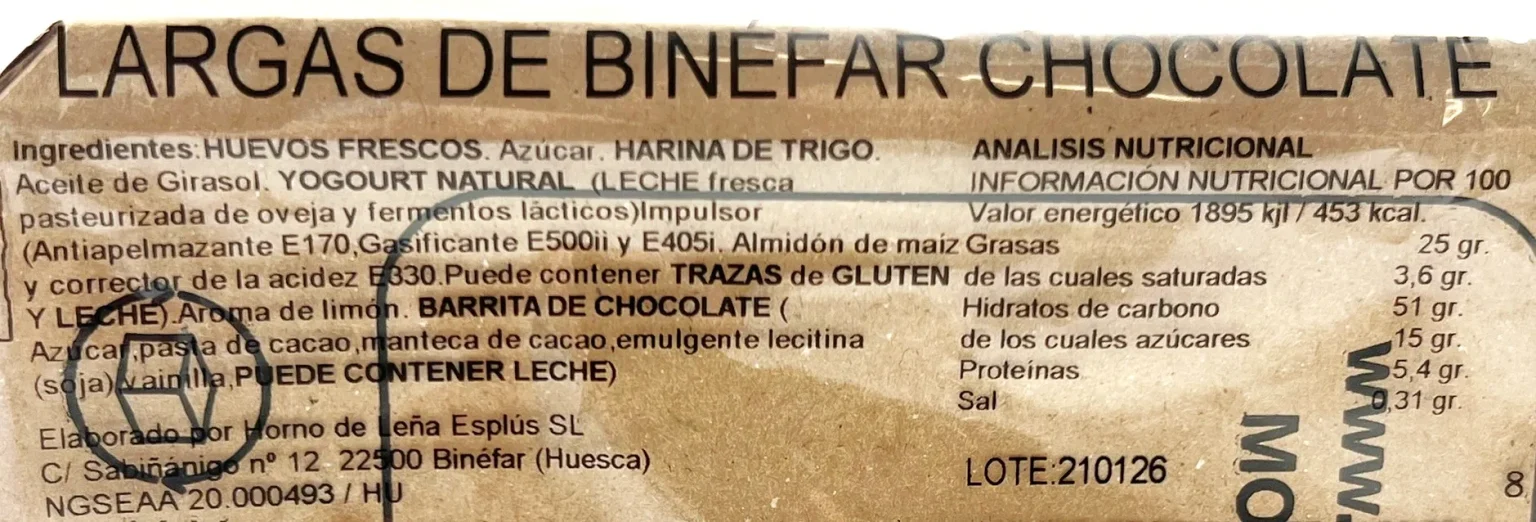 LARGAS DE BINEFAR CHOCOLATE
Ingredientes: HUEVOS FRESCOS. Azúcar. HARINA DE TRIGO.
Aceite de Girasol. YOGOURT NATURAL (LECHE fresca
pasteurizada de oveja y fermentos lácticos)Impulsor
(Antiapelmazante E170,Gasificante E500ii y E405i. Almidón de maíz
y corrector de la acidez E330.Puede contener TRAZAS de GLUTEN
Y LECHE).Aroma de limón. BARRITA DE CHOCOLATE (
Azúcar,pasta de cacao,manteca de cacao,emulgente lecitina
(soja),vainilla,PUEDE CONTENER LECHE)
Elaborado por Horno de Leña Esplús SL
C/ Sabiñánigo nº 12 22500 Binéfar (Huesca)
NGSEAA 20.000493 / HU
ANALISIS NUTRICIONAL
INFORMACIÓN NUTRICIONAL POR 100
Valor energético 1895 kjl / 453 kcal.
Grasas 25 gr.
de las cuales saturadas 3,6 gr.
Hidratos de carbono 51 gr.
de los cuales azúcares 15 gr.
Proteínas 5,4 gr.
Sal 0,31 gr.
LOTE:210126
8
www.
MO